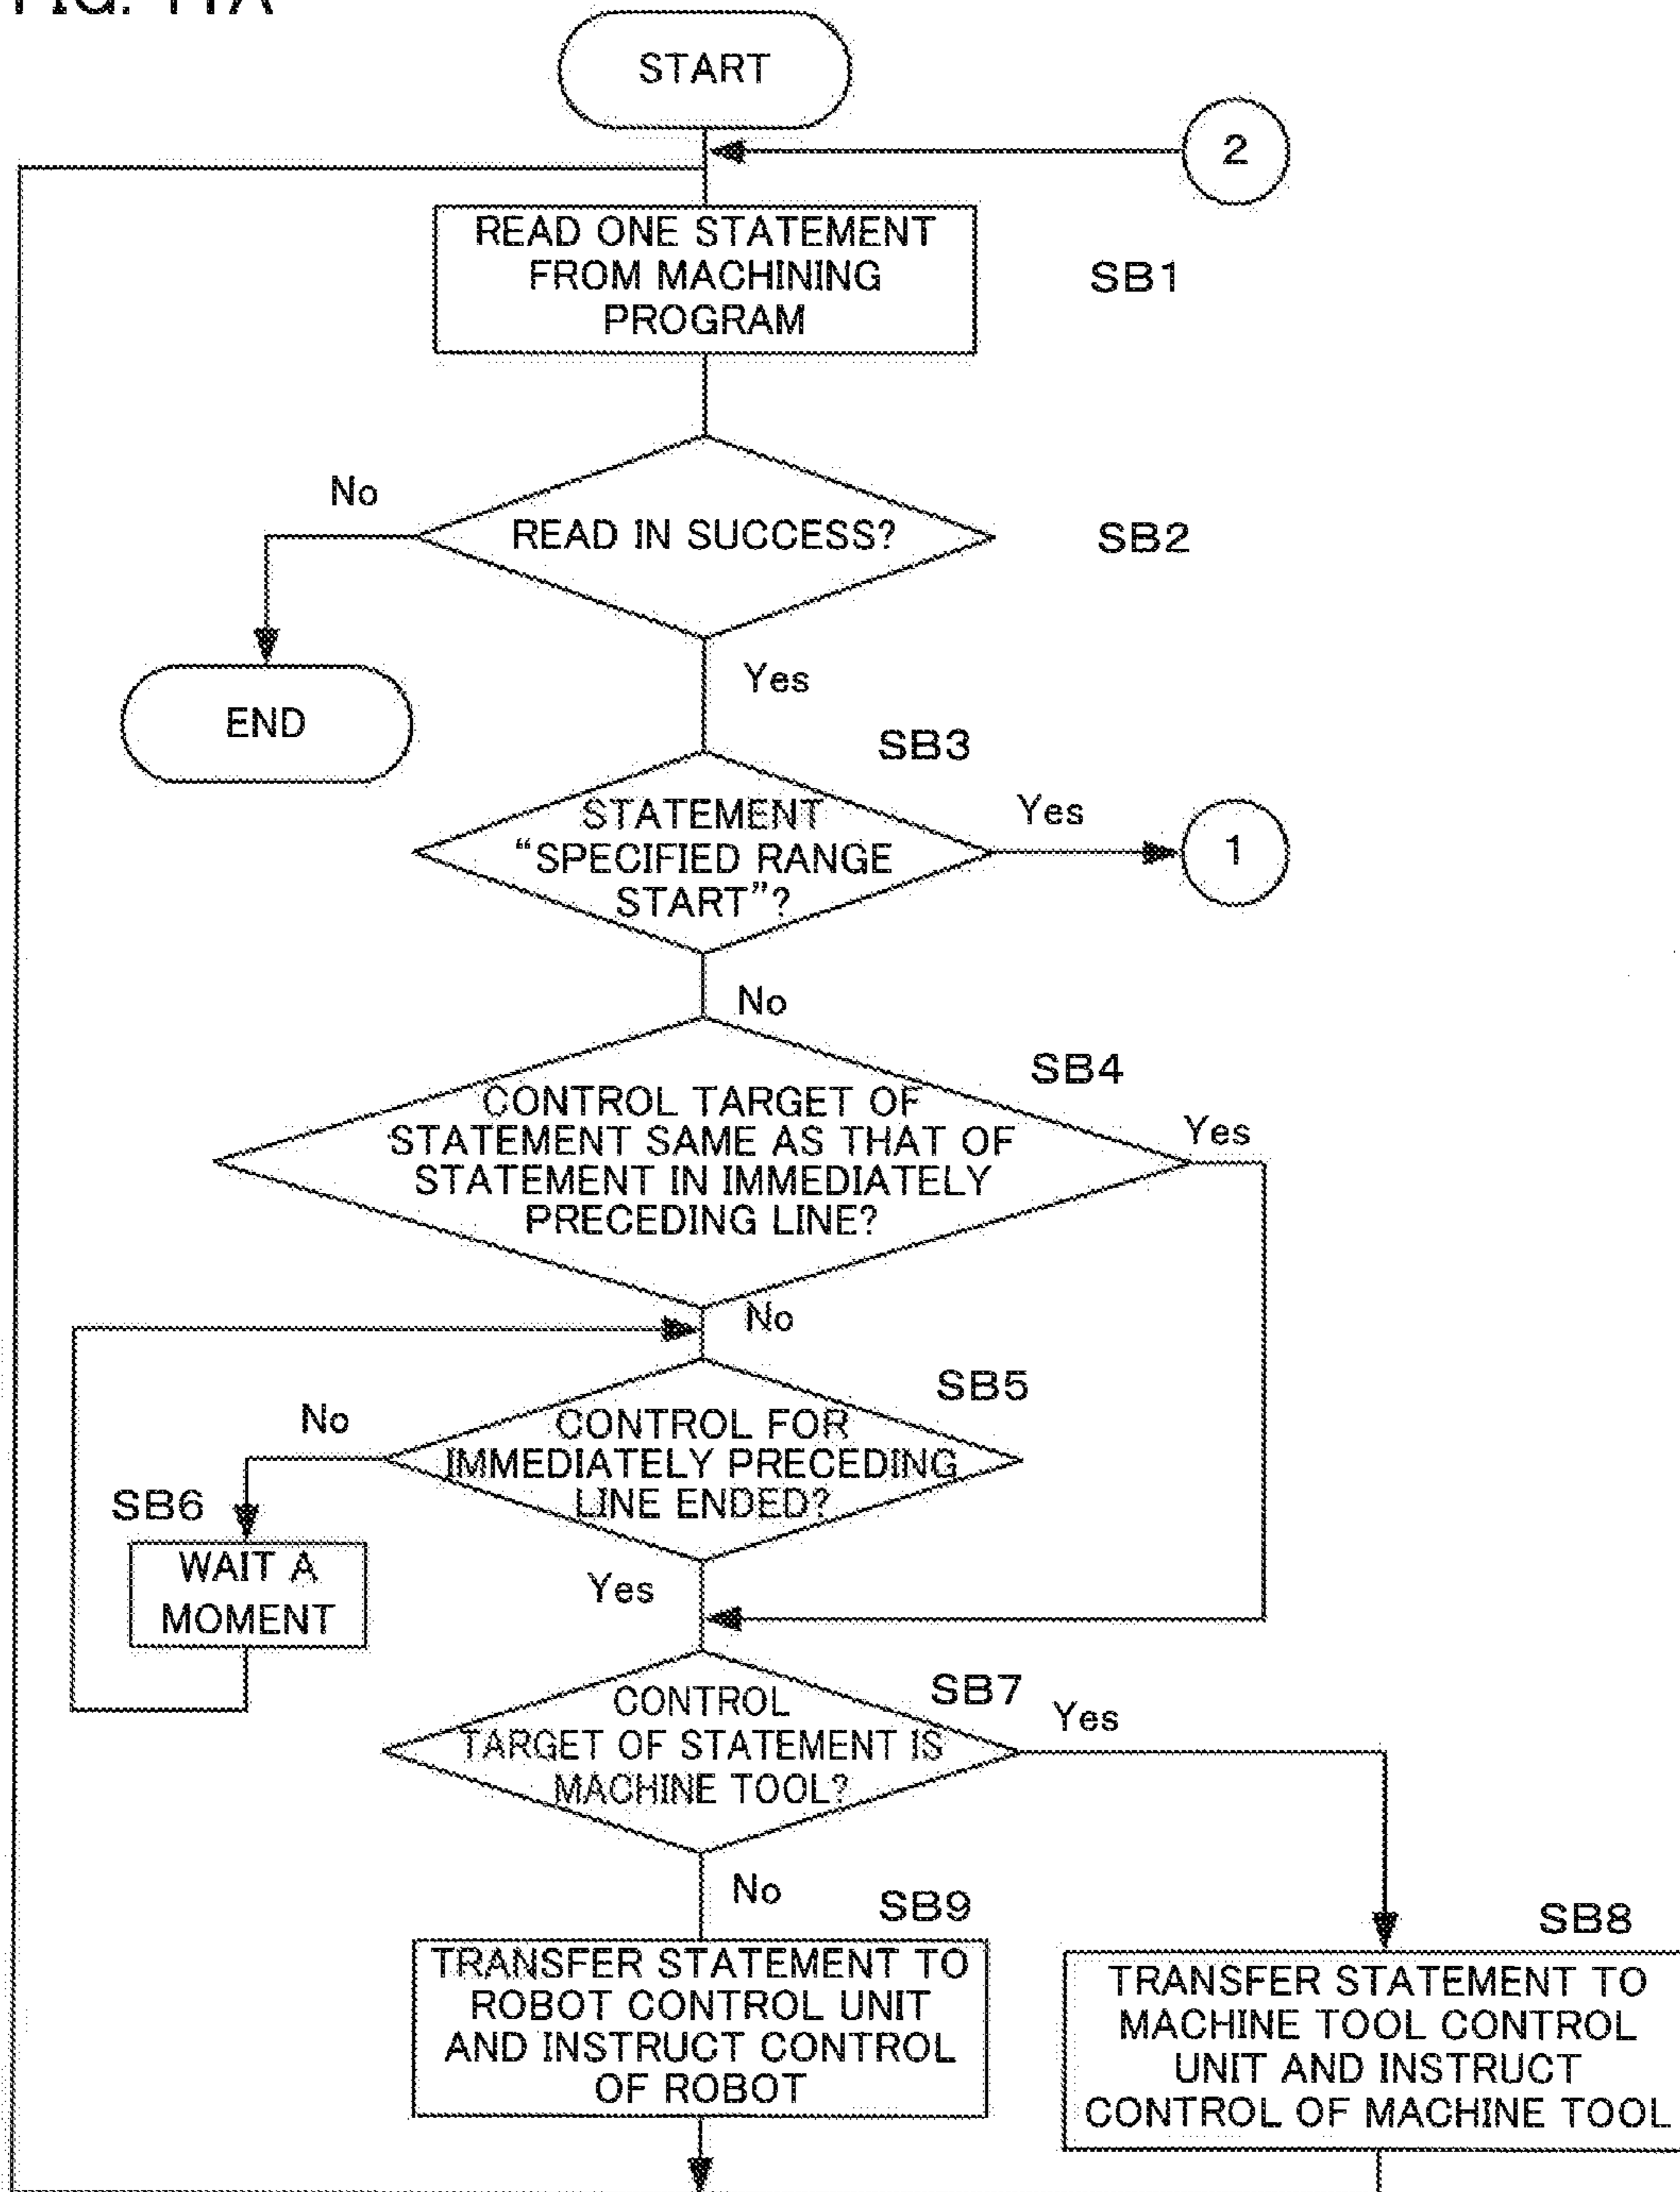 FIG. 11A
START
2
READ ONE STATEMENT
FROM MACHINING
PROGRAM
SB1
No
READ IN SUCCESS?
SB2
Yes
END
SB3
STATEMENT
“SPECIFIED RANGE
START”?
Yes
1
No
SB4
CONTROL TARGET OF
STATEMENT SAME AS THAT OF
STATEMENT IN IMMEDIATELY
PRECEDING LINE?
Yes
No
SB5
No
CONTROL FOR
IMMEDIATELY PRECEDING
LINE ENDED?
SB6
WAIT A
MOMENT
Yes
SB7
CONTROL
TARGET OF STATEMENT IS
MACHINE TOOL?
Yes
No
SB9
TRANSFER STATEMENT TO
ROBOT CONTROL UNIT
AND INSTRUCT CONTROL
OF ROBOT
SB8
TRANSFER STATEMENT TO
MACHINE TOOL CONTROL
UNIT AND INSTRUCT
CONTROL OF MACHINE TOOL